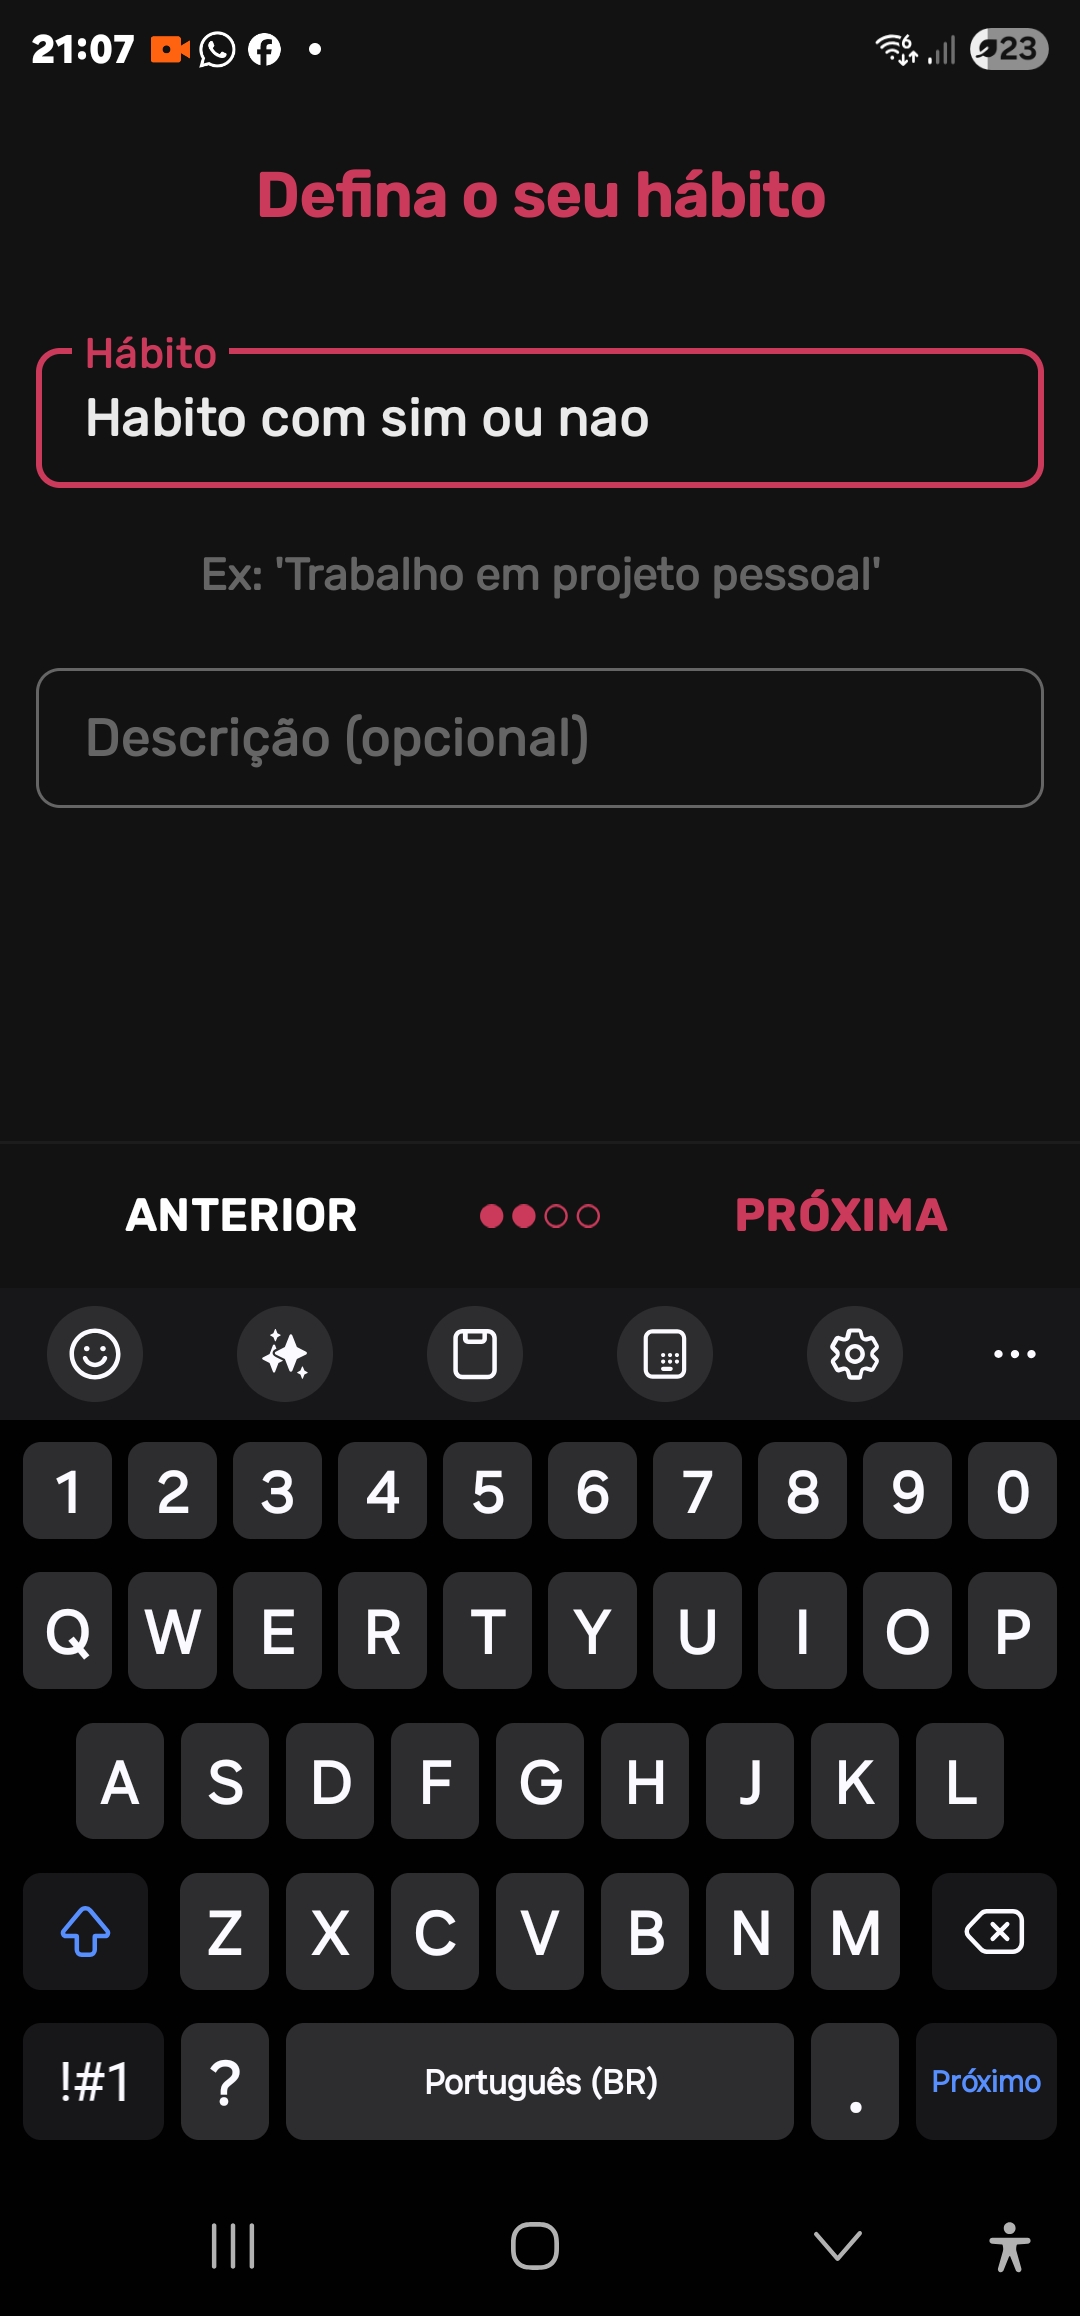 21:07
6
23
Defina o seu hábito
Hábito
Habito com sim ou nao
Ex: 'Trabalho em projeto pessoal'
Descrição (opcional)
ANTERIOR
PRÓXIMA
1 2 3 4 5 6 7 8 9 0
Q W E R T Y U I O P
A S D F G H J K L
Z X C V B N M
!#1 ? Português (BR) . Próximo